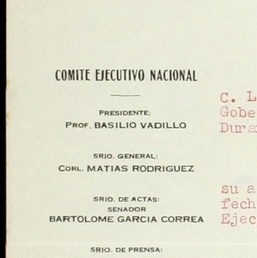 COMITE EJECUTIVO NACIONAL
PRESIDENTE:
PROF. BASILIO VADILLO
SRIO. GENERAL:
CORL. MATIAS RODRIGUEZ
SRIO. DE ACTAS:
SENADOR
BARTOLOME GARCIA CORREA
SRIO. DE PRENSA:
C. L
Gobe
Dura
su a
fech
Ejec